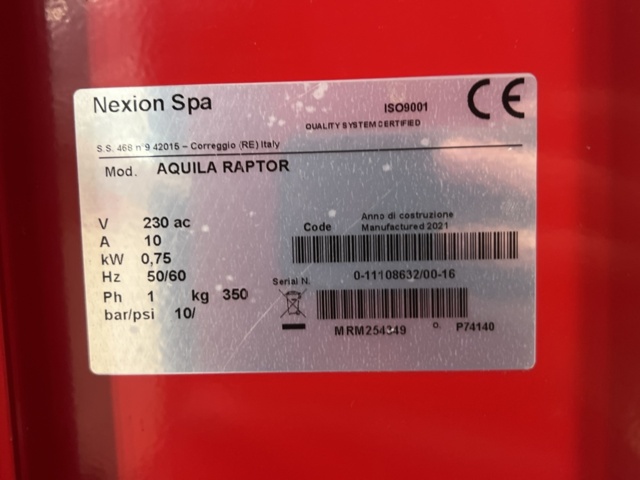 Nexion Spa
ISO9001
CE
QUALITY SYSTEM CERTIFIED
S.S. 468 n°9 42015 – Correggio (RE) Italy
Mod. AQUILA RAPTOR
V 230 ac
A 10
kW 0,75
Hz 50/60
Ph 1 kg 350
bar/psi 10/
Anno di costruzione
Code Manufactured 2021
0-11108632/00-16
Serial N.
MRM254349 O. P74140